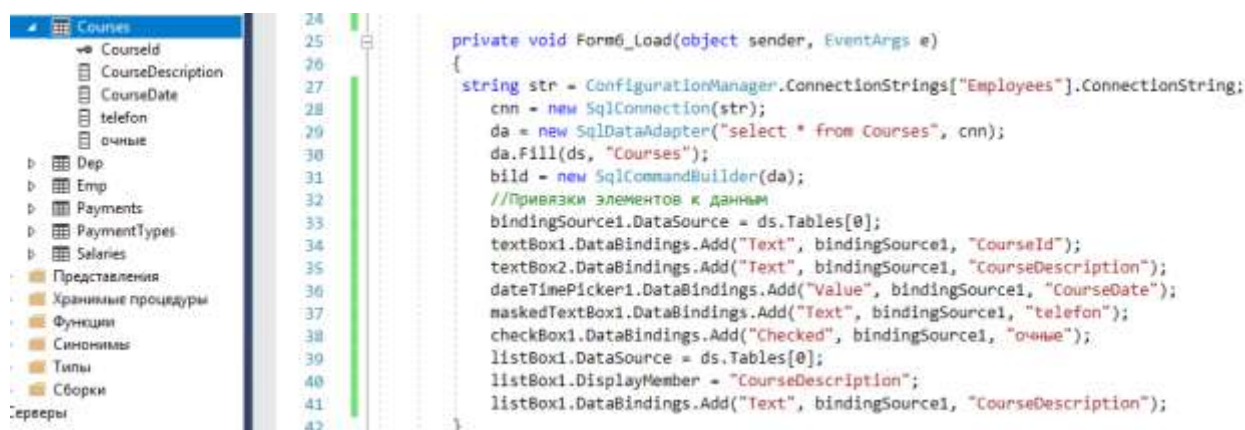 Courses
CourseId
CourseDescription
CourseDate
telefon
очные
Dep
Emp
Payments
PaymentTypes
Salaries
Представления
Хранимые процедуры
Функции
Синонимы
Типы
Сборки
Серверы
24
25 private void Form6_Load(object sender, EventArgs e)
26 {
27 string str = ConfigurationManager.ConnectionStrings["Employees"].ConnectionString;
28 cnn = new SqlConnection(str);
29 da = new SqlDataAdapter("select * from Courses", cnn);
30 da.Fill(ds, "Courses");
31 bild = new SqlCommandBuilder(da);
32 //Привязки элементов к данным
33 bindingSource1.DataSource = ds.Tables[0];
34 textBox1.DataBindings.Add("Text", bindingSource1, "CourseId");
35 textBox2.DataBindings.Add("Text", bindingSource1, "CourseDescription");
36 dateTimePicker1.DataBindings.Add("Value", bindingSource1, "CourseDate");
37 maskedTextBox1.DataBindings.Add("Text", bindingSource1, "telefon");
38 checkBox1.DataBindings.Add("Checked", bindingSource1, "очные");
39 listBox1.DataSource = ds.Tables[0];
40 listBox1.DisplayMember = "CourseDescription";
41 listBox1.DataBindings.Add("Text", bindingSource1, "CourseDescription");
42 }